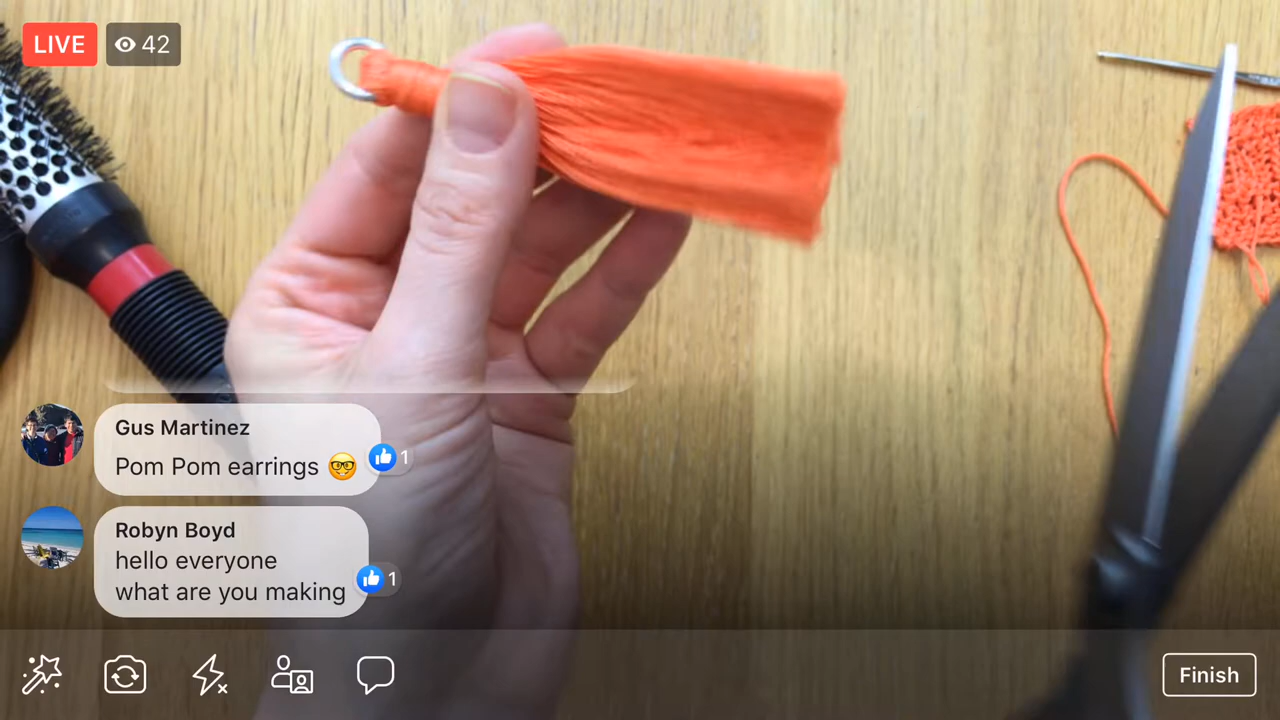 LIVE 42
Gus Martinez
Pom Pom earrings 🤓
1
Robyn Boyd
hello everyone
what are you making
1
Finish